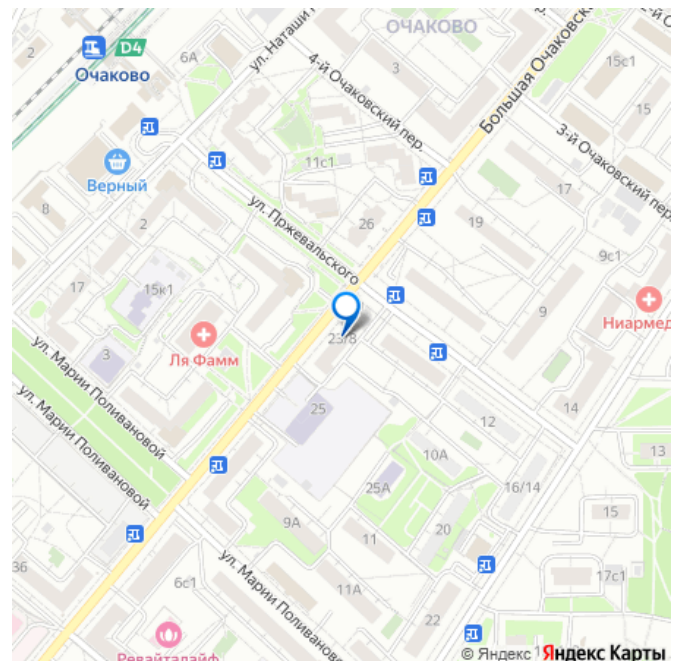 ОЧАКОВО
2
D4
Очаково
6А
ул. Наташи
4-й Очаковский пер.
3
Большая Очаковска
15с1
15
3-й Очаковский пер.
Верный
11с1
17
8
2
ул. Пржевальского
26
19
9с1
17
15к1
9
Ниармед
3
Ля Фамм
23/8
ул. Марии Поливановой
ул. Марии Поливановой
25
12
14
10А
13
25А
16/14
9А
11
20
15
36
ул. Марии Поливаново
6с1
11А
22
17с1
Ревайталайф
© Яндекс
Яндекс Карты